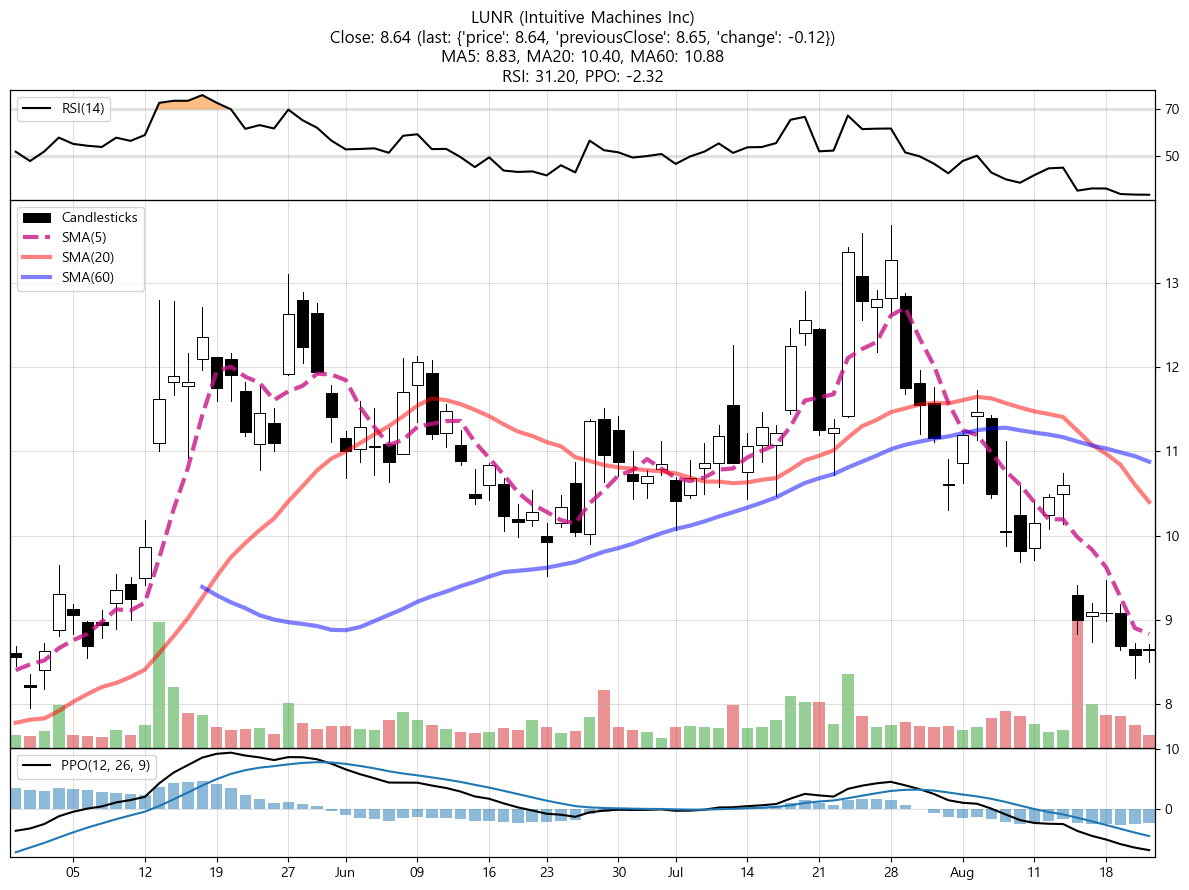 LUNR (Intuitive Machines Inc)
Close: 8.64 (last: {'price': 8.64, 'previousClose': 8.65, 'change': -0.12})
MA5: 8.83, MA20: 10.40, MA60: 10.88
RSI: 31.20, PPO: -2.32
RSI(14)
70
50
Candlesticks
SMA(5)
SMA(20)
SMA(60)
13
12
11
10
9
8
10
PPO(12, 26, 9)
0
05 12 19 27 Jun 09 16 23 30 Jul 14 21 28 Aug 11 18